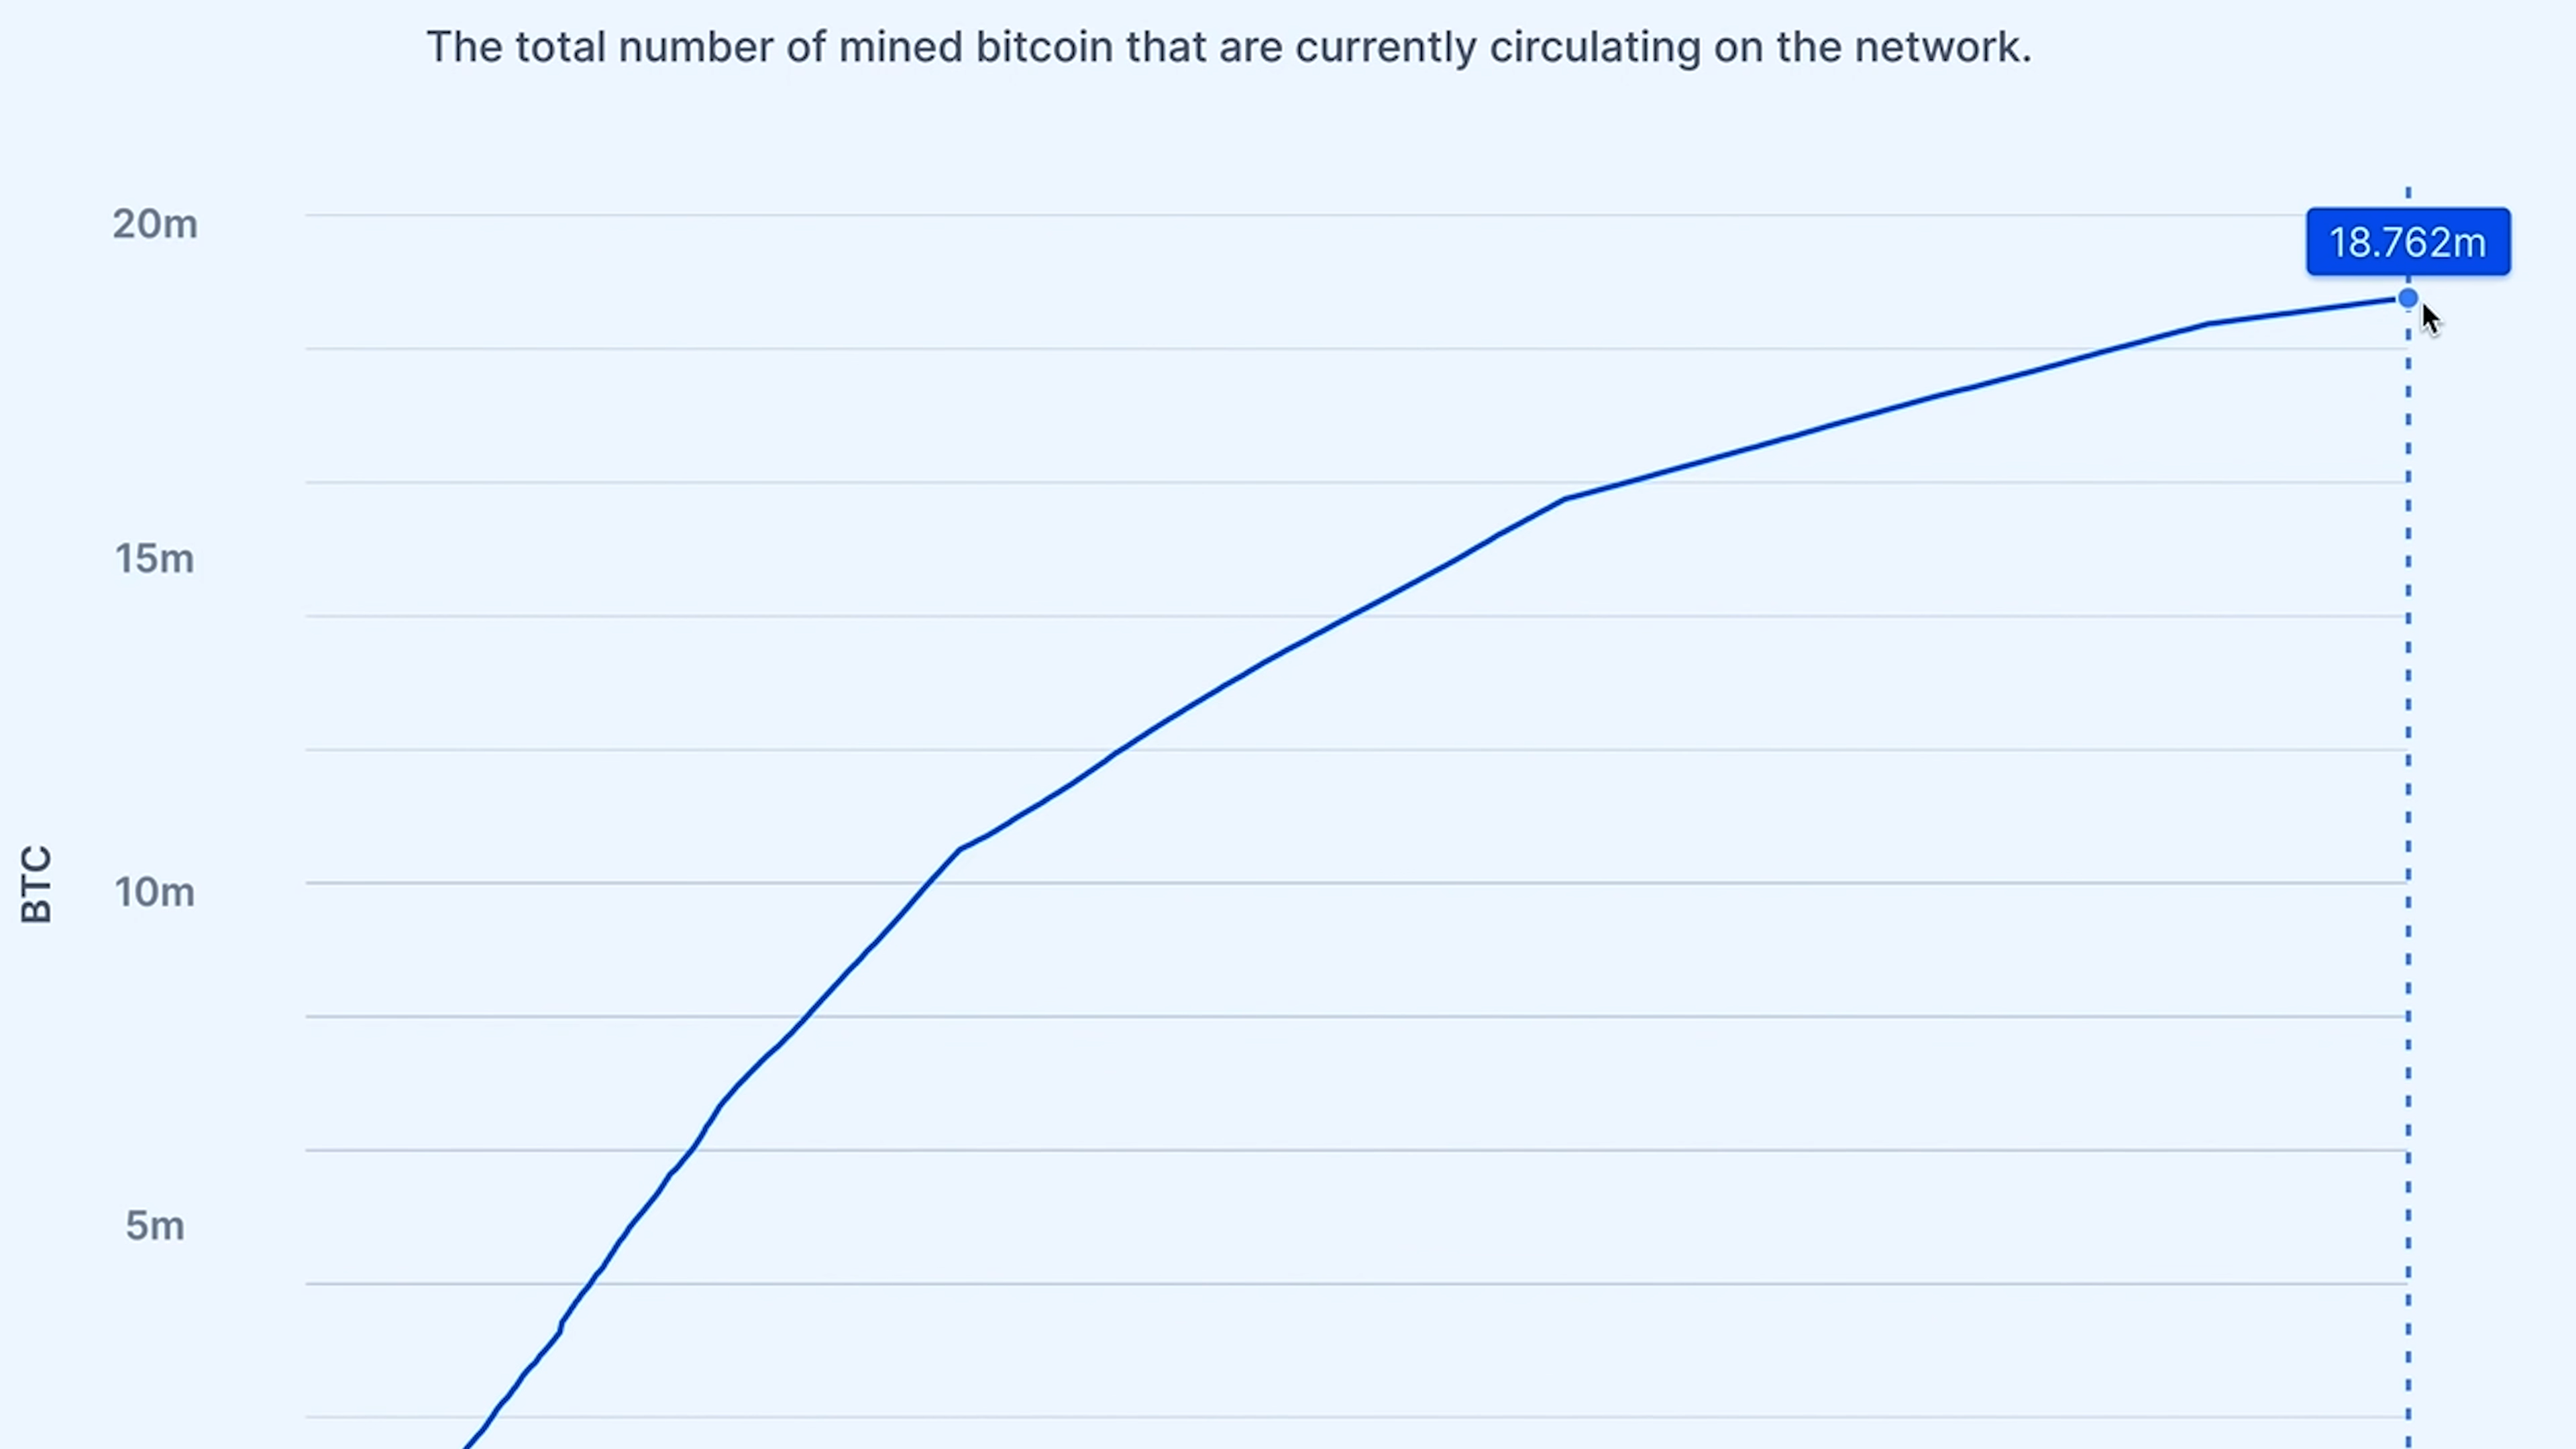 The total number of mined bitcoin that are currently circulating on the network.
20m
18.762m
15m
10m
BTC
5m